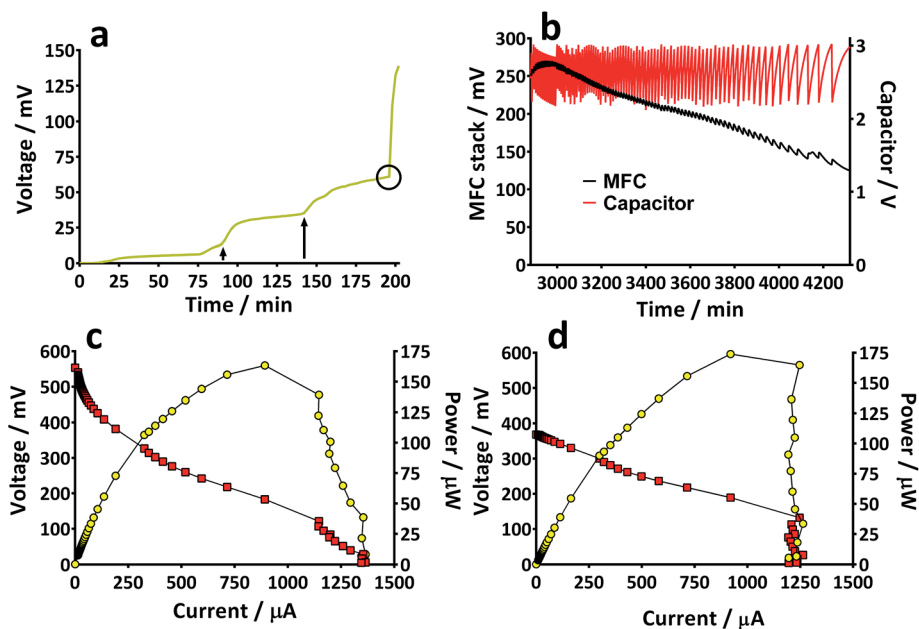 a
150
125
100
75
50
25
0
Voltage / mV
0 25 50 75 100 125 150 175 200
Time / min
b
300
250
200
150
100
50
0
MFC stack / mV
3
2
1
0
Capacitor / V
MFC
Capacitor
3000 3200 3400 3600 3800 4000 4200
Time / min
c
600
500
400
300
200
100
0
Voltage / mV
175
150
125
100
75
50
25
0
Power / µW
0 250 500 750 1000 1250 1500
Current / µA
d
600
500
400
300
200
100
0
Voltage / mV
175
150
125
100
75
50
25
0
Power / µW
0 250 500 750 1000 1250 1500
Current / µA